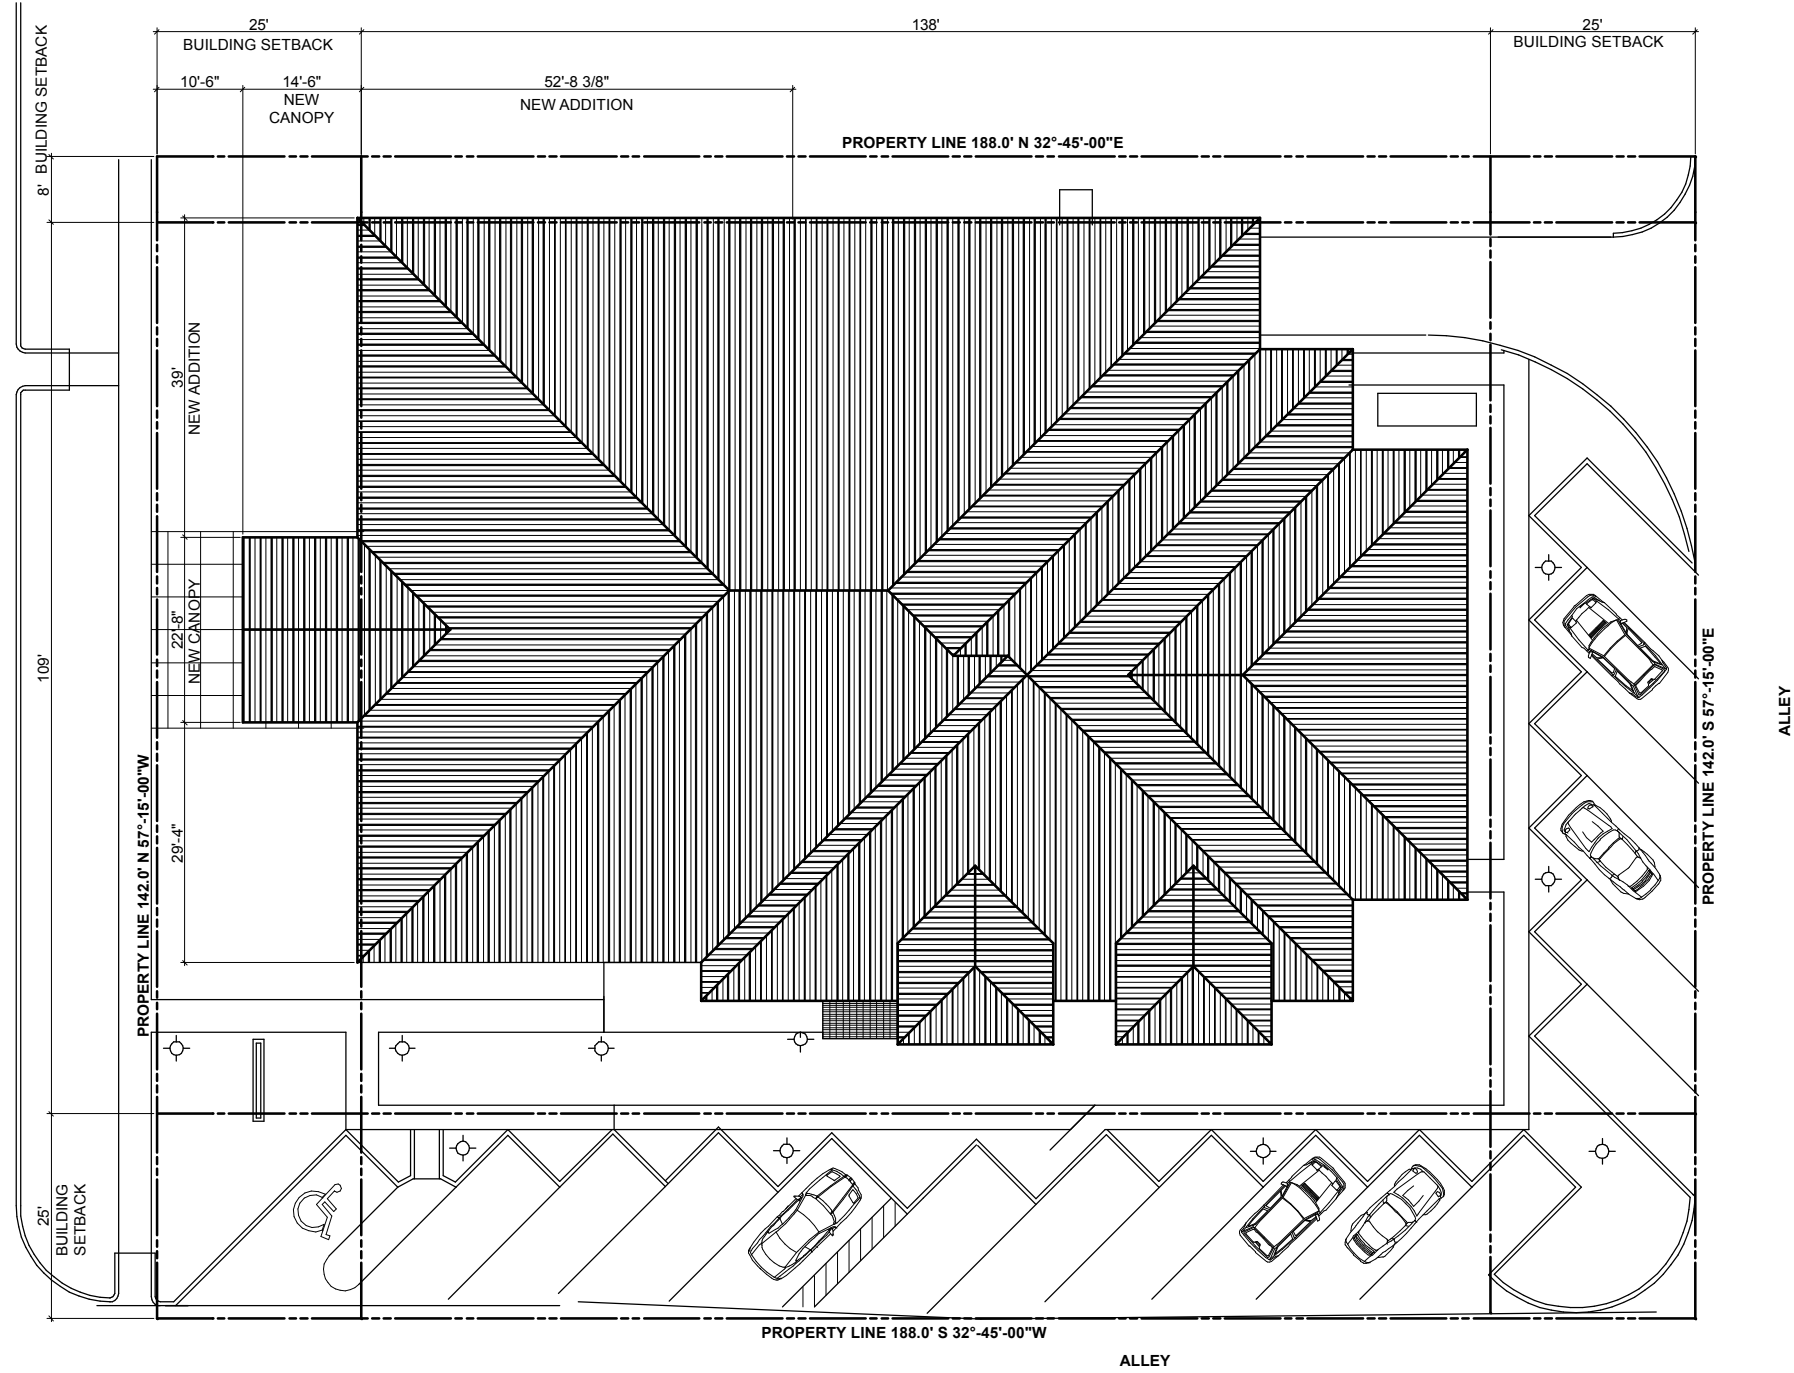 25'
BUILDING SETBACK
138'
25'
BUILDING SETBACK
10'-6"
14'-6"
NEW
CANOPY
52'-8 3/8"
NEW ADDITION
8' BUILDING SETBACK
PROPERTY LINE 188.0' N 32°-45'-00"E
39'
NEW ADDITION
22'-8"
NEW CANOPY
109'
29'-4"
PROPERTY LINE 142.0' N 57°-15'-00"W
PROPERTY LINE 142.0' S 57°-15'-00"E
ALLEY
25'
BUILDING
SETBACK
PROPERTY LINE 188.0' S 32°-45'-00"W
ALLEY